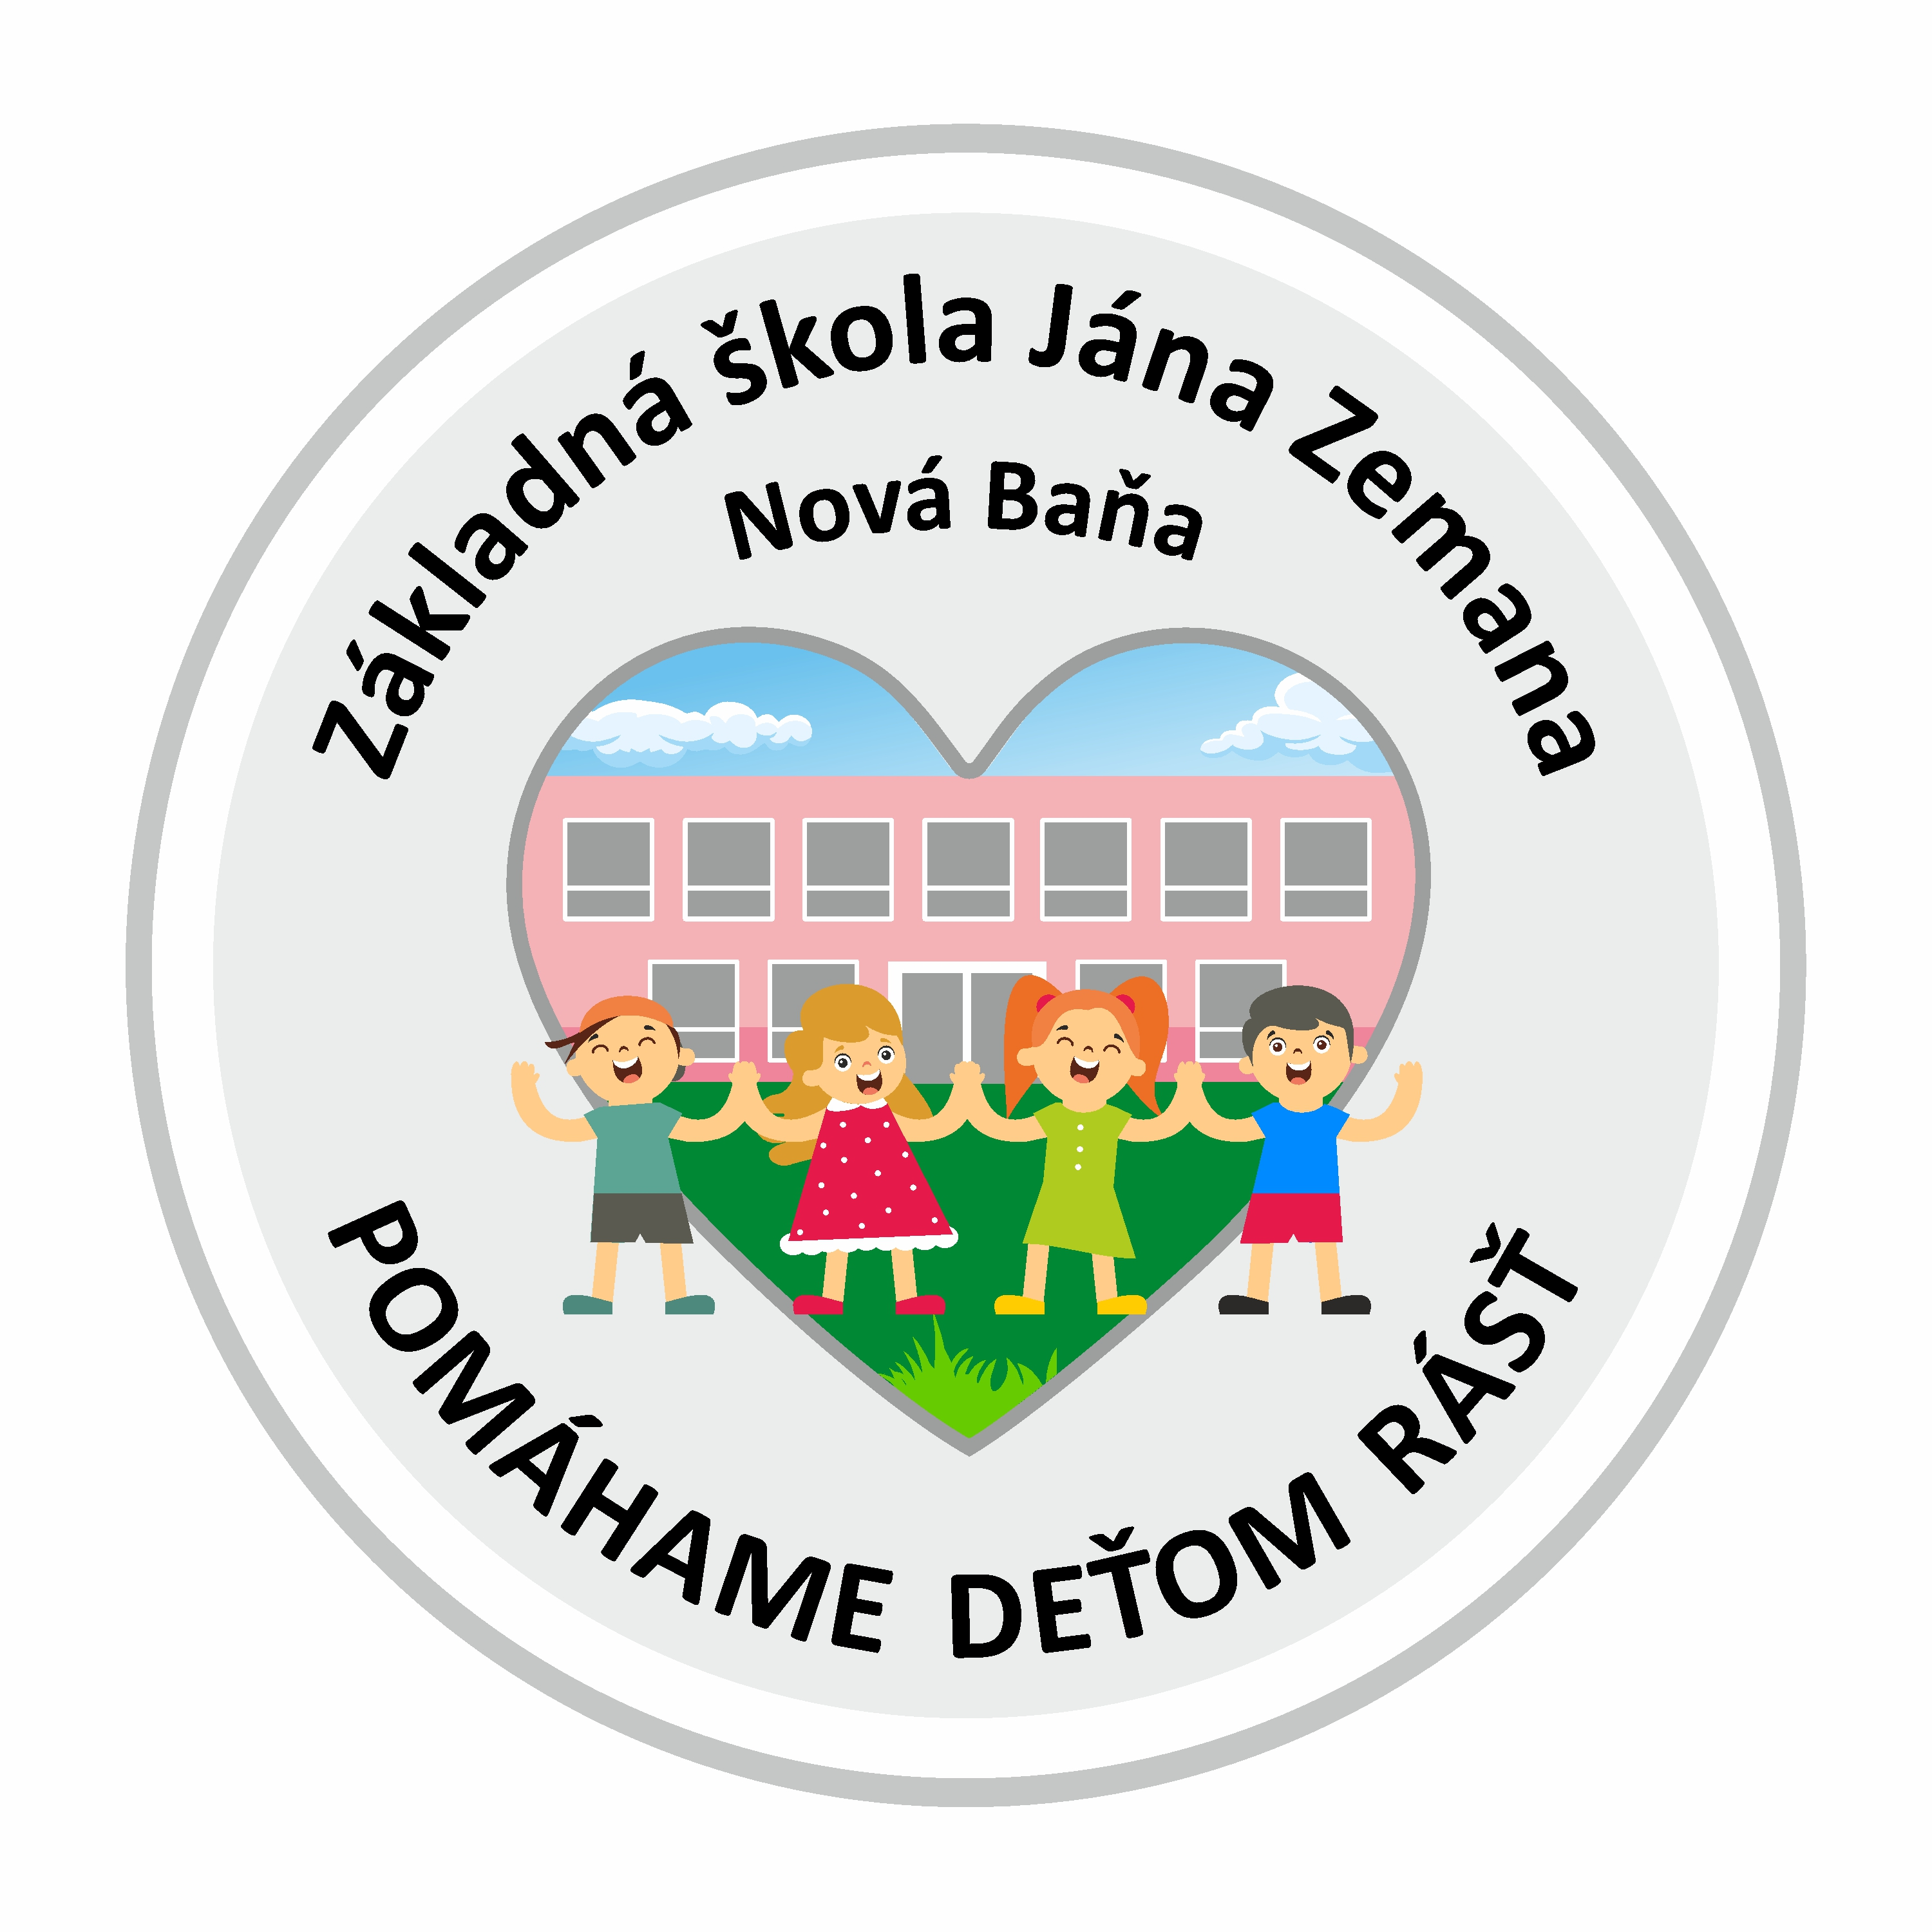 Základná škola Jána Zemana
Nová Baňa
POMÁHAME DEŤOM RÁSŤ